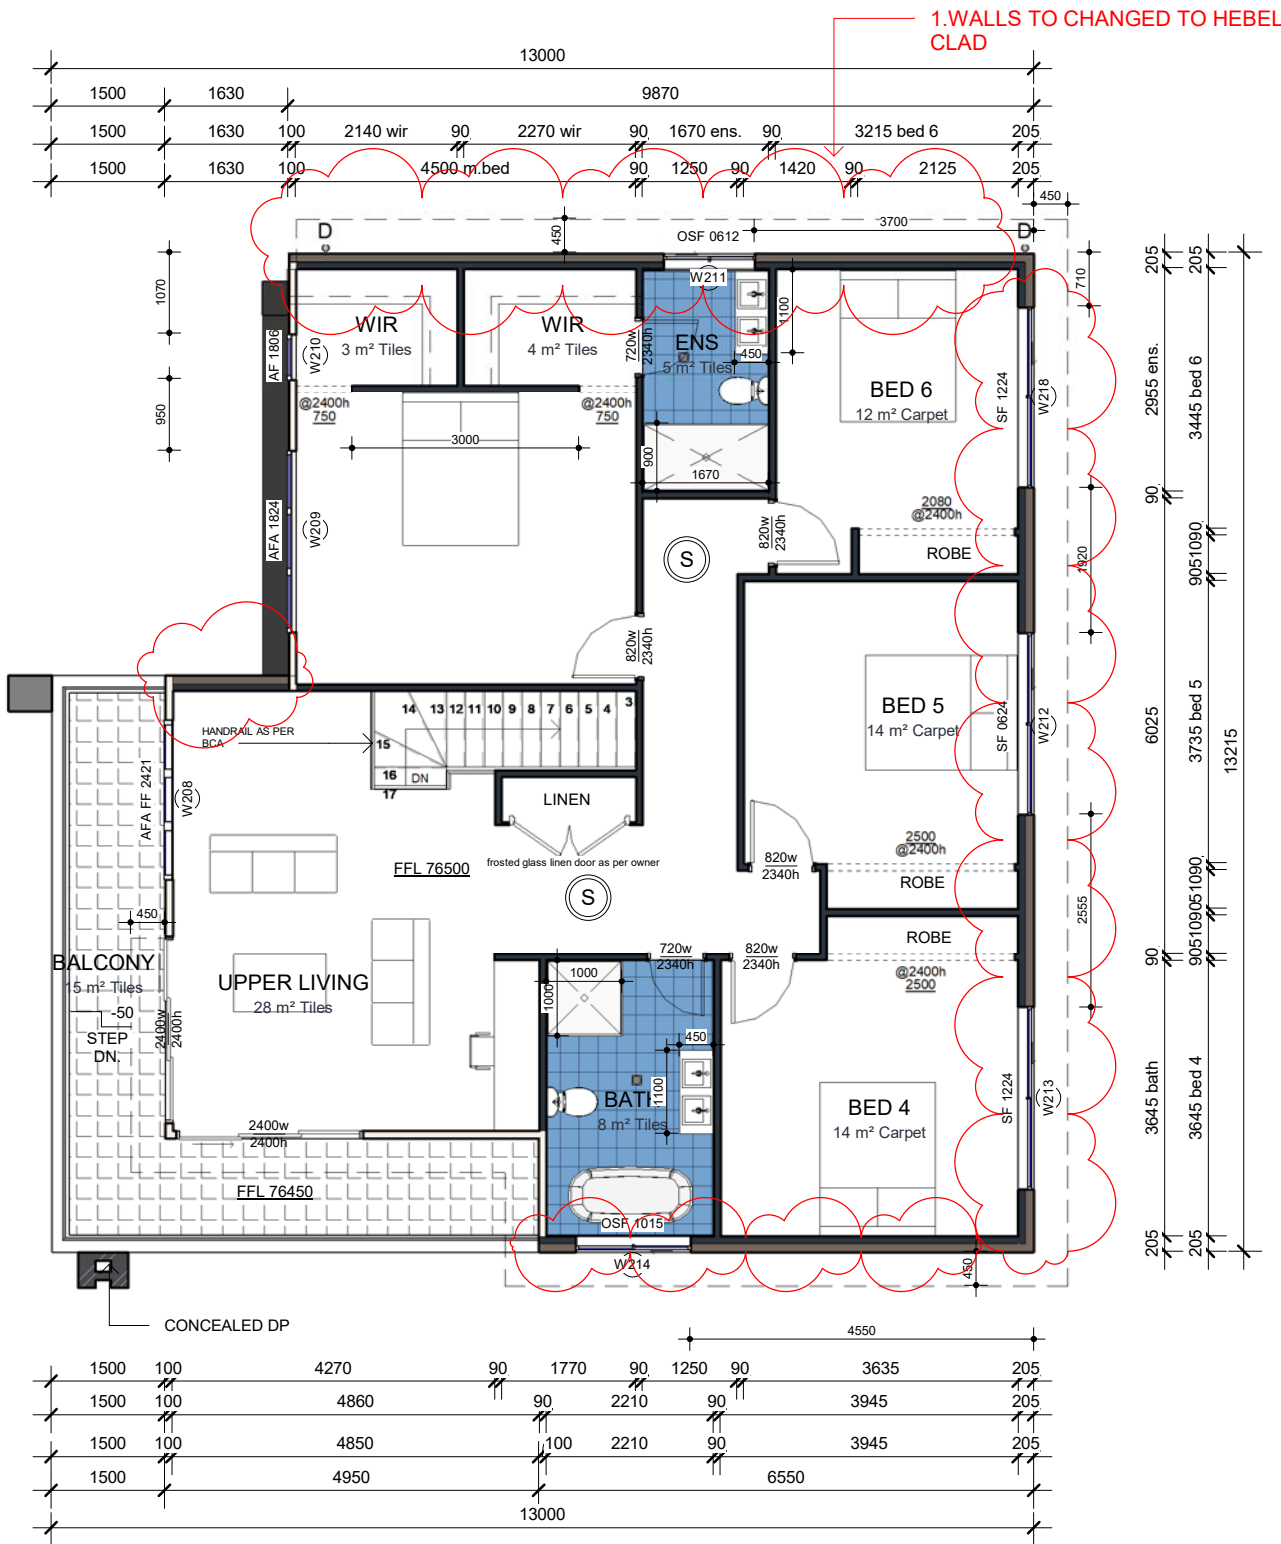 1.WALLS TO CHANGED TO HEBEL
CLAD
13000
1500 1630 9870
1500 1630 100 2140 wir 90 2270 wir 90 1670 ens. 90 3215 bed 6 205
1500 1630 100 4500 m.bed 90 1250 90 1420 90 2125 205
450
3700
D
D
450
OSF 0612
W211
205
205
710
1070
1100
WIR
3 m² Tiles
WIR
4 m² Tiles
ENS
5 m² Tiles
720w
2340h
450
AF 1806
W210
BED 6
12 m² Carpet
SF 1224
W218
2955 ens.
3445 bed 6
@2400h
750
@2400h
750
950
3000
900
1670
AFA 1824
W209
2080
@2400h
ROBE
820w
2340h
S
90
1090
905
1920
820w
2340h
BED 5
14 m² Carpet
SF 0624
W212
6025
3735 bed 5
13215
14 13 12 11 10 9 8 7 6 5 4 3
HANDRAIL AS PER
BCA
15
16 DN
17
AFA FF 2421
W208
LINEN
frosted glass linen door as per owner
FFL 76500
S
820w
2340h
2500
@2400h
ROBE
1090
905
2555
450
BALCONY
15 m² Tiles
-50
STEP
DN.
2400w
2400h
UPPER LIVING
28 m² Tiles
720w
2340h
820w
2340h
ROBE
@2400h
2500
90
1090
905
1000
1000
450
1100
BATH
8 m² Tiles
BED 4
14 m² Carpet
SF 1224
W213
3645 bath
3645 bed 4
2400w
2400h
FFL 76450
OSF 1015
W214
450
205
205
CONCEALED DP
4550
1500 100 4270 90 1770 90 1250 90 3635 205
1500 100 4860 90 2210 90 3945 205
1500 100 4850 100 2210 90 3945 205
1500 4950 6550
13000